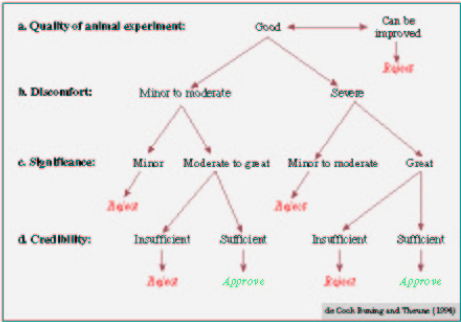 a. Quality of animal experiment: Good Can be
improved
Reject
b. Discomfort: Minor to moderate Severe
c. Significance: Minor Moderate to great Minor to moderate Great
Reject Reject
d. Credibility: Insufficient Sufficient Insufficient Sufficient
Reject Approve Reject Approve
de Cock Buning and Theune (1994)